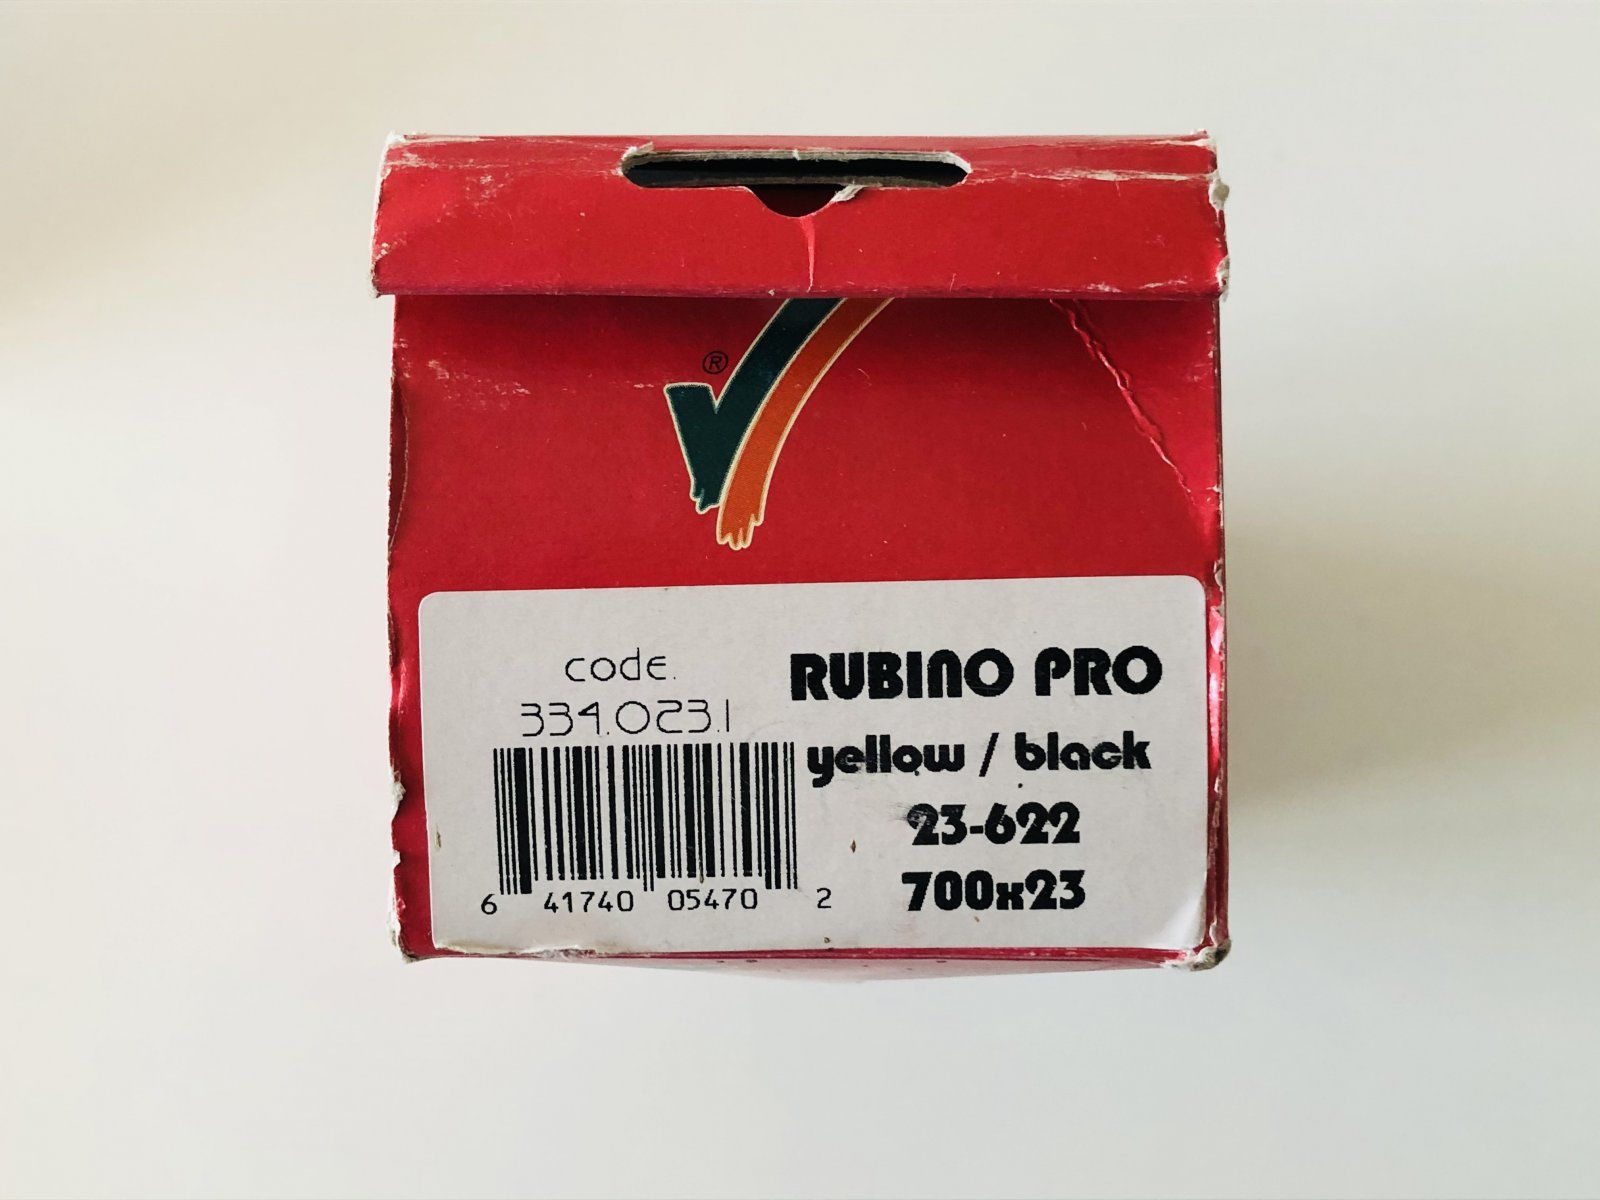 ®
code.
334.023.1
6 41740 05470 2
RUBINO PRO
yellow / black
23-622
700x23